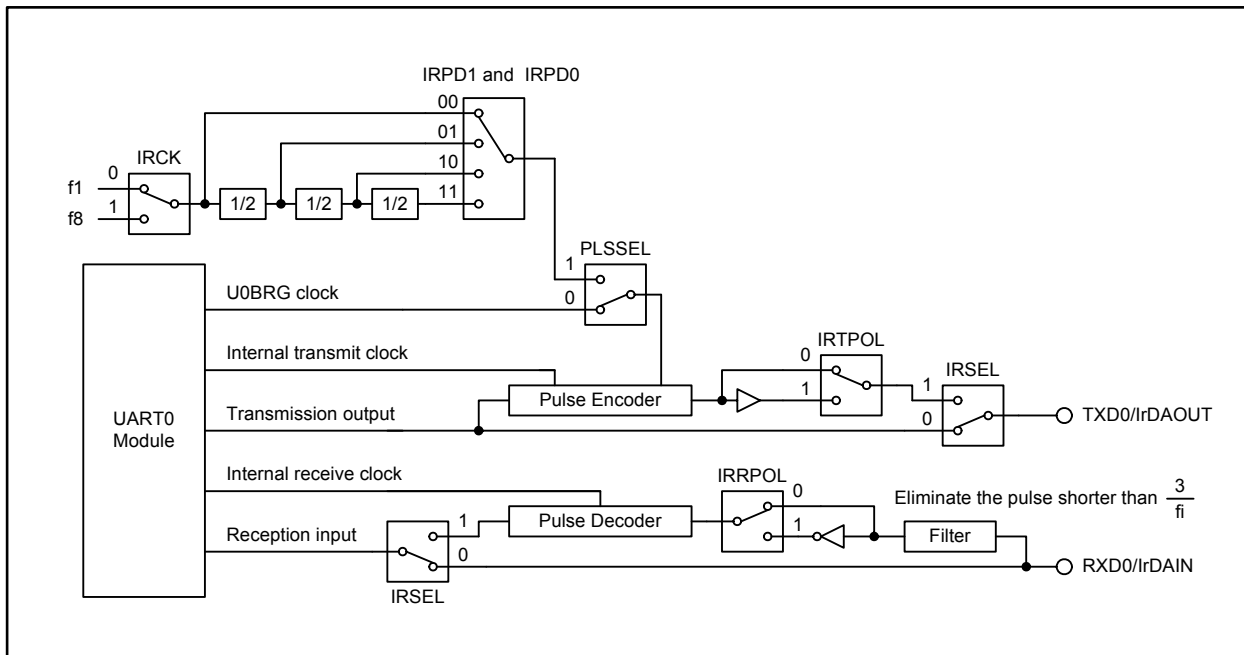 IRPD1 and IRPD0
00
01
10
11
IRCK
0
1
f1
f8
1/2
1/2
1/2
PLSSEL
1
0
UART0
Module
U0BRG clock
Internal transmit clock
Transmission output
Internal receive clock
Reception input
Pulse Encoder
IRTPOL
0
1
IRSEL
1
0
TXD0/IrDAOUT
IRRPOL
0
1
Eliminate the pulse shorter than 3
fi
Pulse Decoder
Filter
1
0
IRSEL
RXD0/IrDAIN